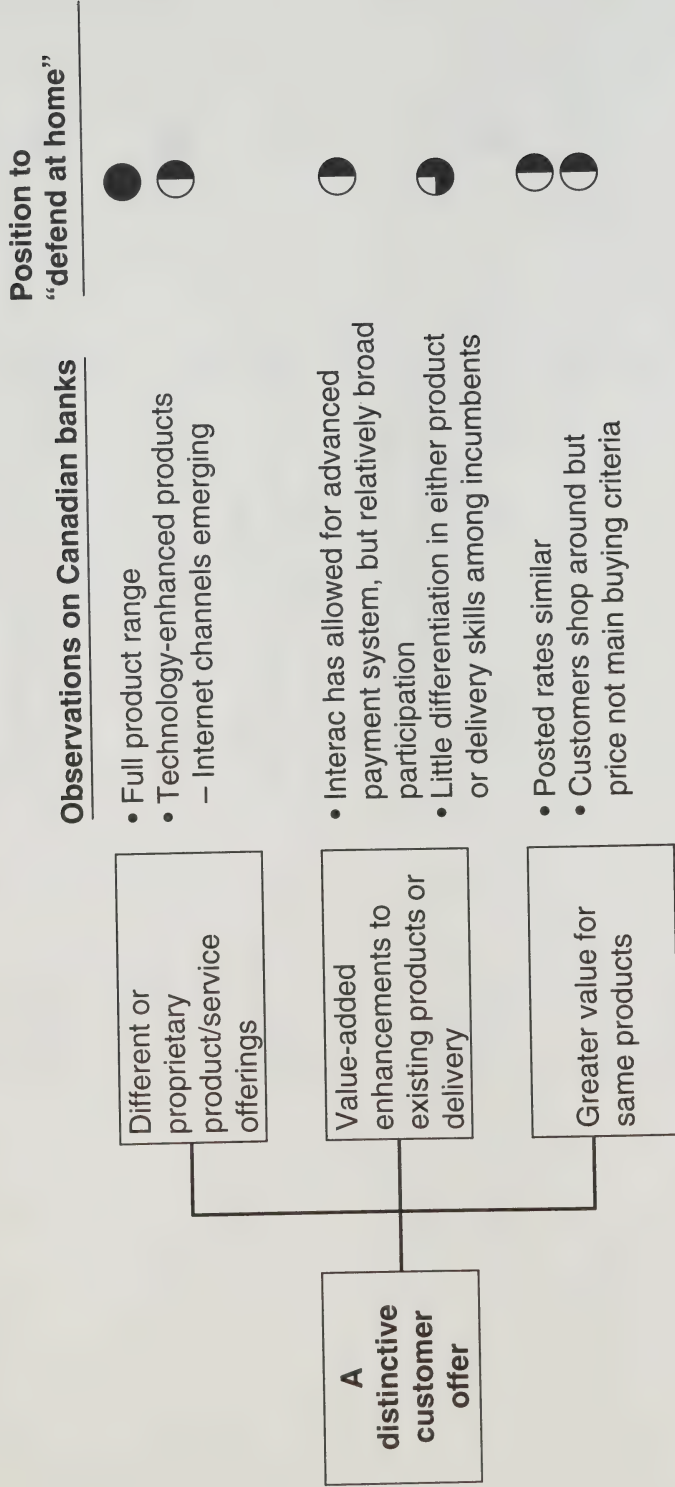 Observations on Canadian banks
Position to
“defend at home”
A
distinctive
customer
offer
Different or
proprietary
product/service
offerings
• Full product range
• Technology-enhanced products
– Internet channels emerging
Value-added
enhancements to
existing products or
delivery
• Interac has allowed for advanced
payment system, but relatively broad
participation
• Little differentiation in either product
or delivery skills among incumbents
Greater value for
same products
• Posted rates similar
• Customers shop around but
price not main buying criteria